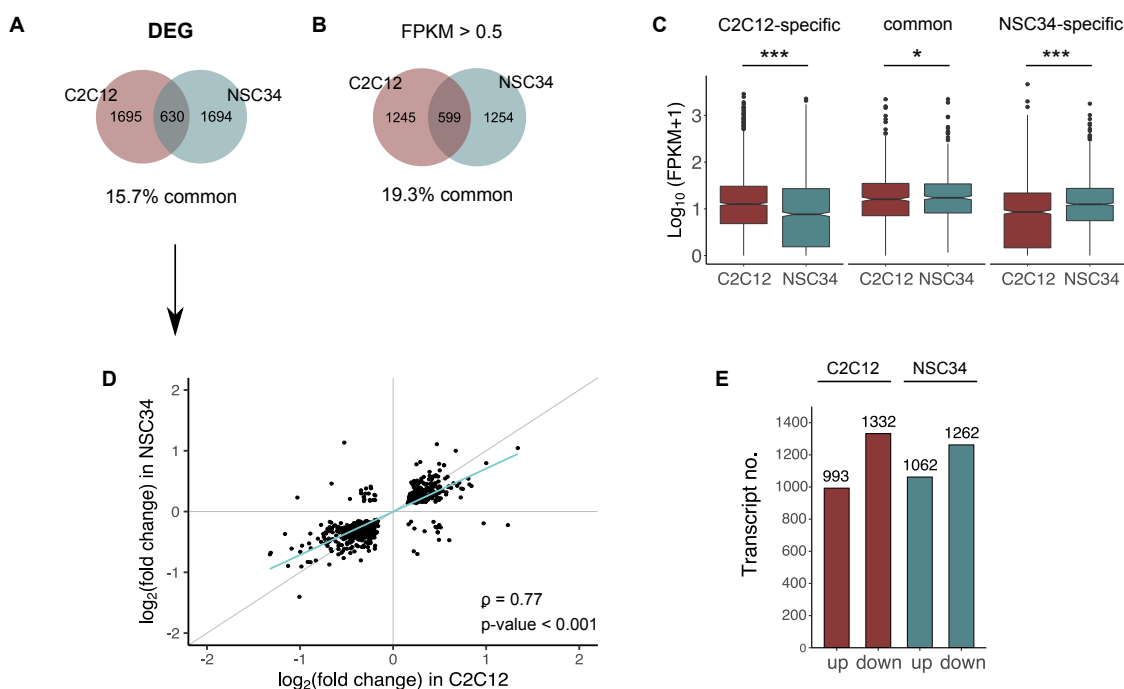 A
DEG
C2C12
NSC34
1695
630
1694
15.7% common
B
FPKM > 0.5
C2C12
NSC34
1245
599
1254
19.3% common
C
C2C12-specific
common
NSC34-specific
***
*
***
Log10 (FPKM+1)
3
2
1
0
C2C12
NSC34
C2C12
NSC34
C2C12
NSC34
D
log2(fold change) in NSC34
2
1
0
-1
-2
ρ = 0.77
p-value < 0.001
-2
-1
0
1
2
log2(fold change) in C2C12
E
C2C12
NSC34
Transcript no.
1400
1200
1000
800
600
400
200
0
993
1332
1062
1262
up
down
up
down